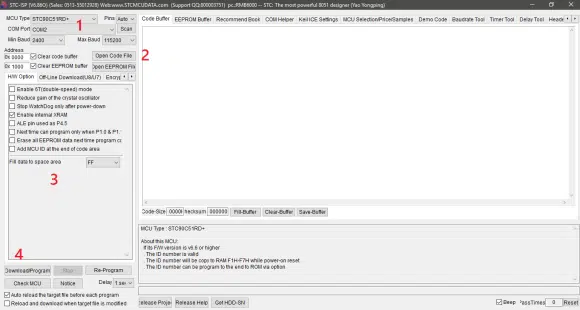 STC-ISP (V6.88O) (Sales: 0513-55012928) Web:www.STCMCUDATA.com (Support QQ:800003751) pc_#MB6000 -- STC: The most powerful 8051 designer (Yao Yongping)
MCU Type STC90C51RD+ Pins Auto
1
COM Port COM2 Scan
Min Baud 2400 Max Baud 115200
Address
0x 0000 Clear code buffer Open Code File
0x 1000 Clear EEPROM buffer Open EEPROM File
H/W Option Off-Line Download(U8/U7)
Enable 6T(double-speed) mode
Reduce gain of the crystal oscillator
Stop WatchDog only after power-down
Enable internal XRAM
ALE pin used as P4.5
Next time can program only when P1.0 & P1.
Erase all EEPROM data next time program
Add MCU ID at the end of code area
Fill data to space area FF
3
4
Download/Program Stop Re-Program
Check MCU Notice Delay 1 sec
Auto reload the target file before each program
Reload and download when target file is modified
Code Buffer EEPROM Buffer Recommend Book COM Helper Keil ICE Settings MCU Selection/Price/Samples Demo Code Baudrate Tool Timer Tool Delay Tool
2
Code-Size 0000H hecksum 000000 Fill-Buffer Clear-Buffer Save-Buffer
MCU Type : STC90C51RD+
About this MCU:
If its F/W version is v6.6 or higher
. The ID number is valid
. The ID number will be copy to RAM F1H-F7H while power-on reset
. The ID number can be program to the end to ROM via option
elease Proje Release Help Get HDD-SN Beep PassTimes 0 Reset